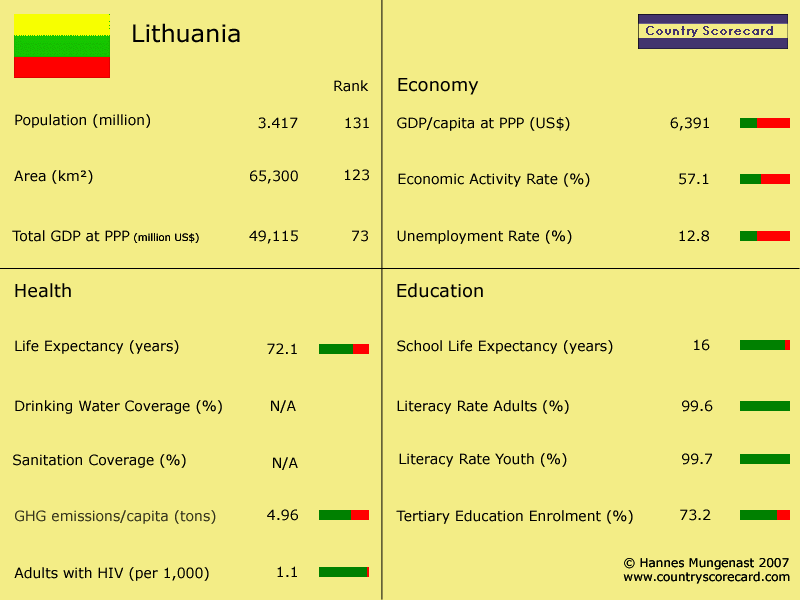 Lithuania
Country Scorecard
Rank
Population (million) 3.417 131
Area (km²) 65,300 123
Total GDP at PPP (million US$) 49,115 73
Economy
GDP/capita at PPP (US$) 6,391
Economic Activity Rate (%) 57.1
Unemployment Rate (%) 12.8
Health
Life Expectancy (years) 72.1
Drinking Water Coverage (%) N/A
Sanitation Coverage (%) N/A
GHG emissions/capita (tons) 4.96
Adults with HIV (per 1,000) 1.1
Education
School Life Expectancy (years) 16
Literacy Rate Adults (%) 99.6
Literacy Rate Youth (%) 99.7
Tertiary Education Enrolment (%) 73.2
© Hannes Mungenast 2007
www.countryscorecard.com